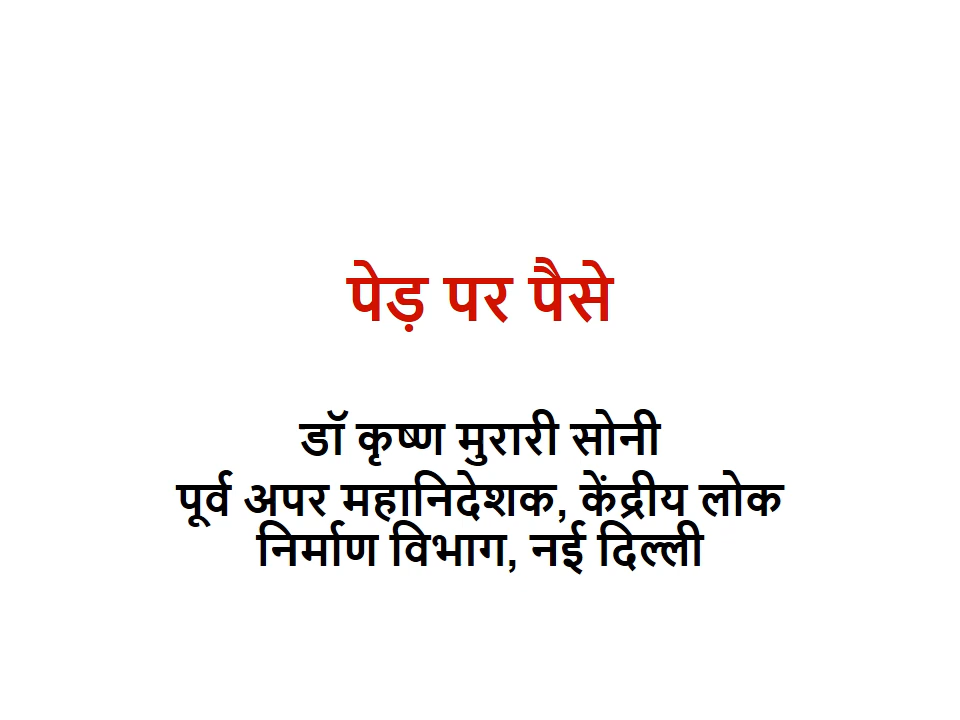 पेड़ पर पैसे
डॉ कृष्ण मुरारी सोनी
पूर्व अपर महानिदेशक, केंद्रीय लोक
निर्माण विभाग, नई दिल्ली